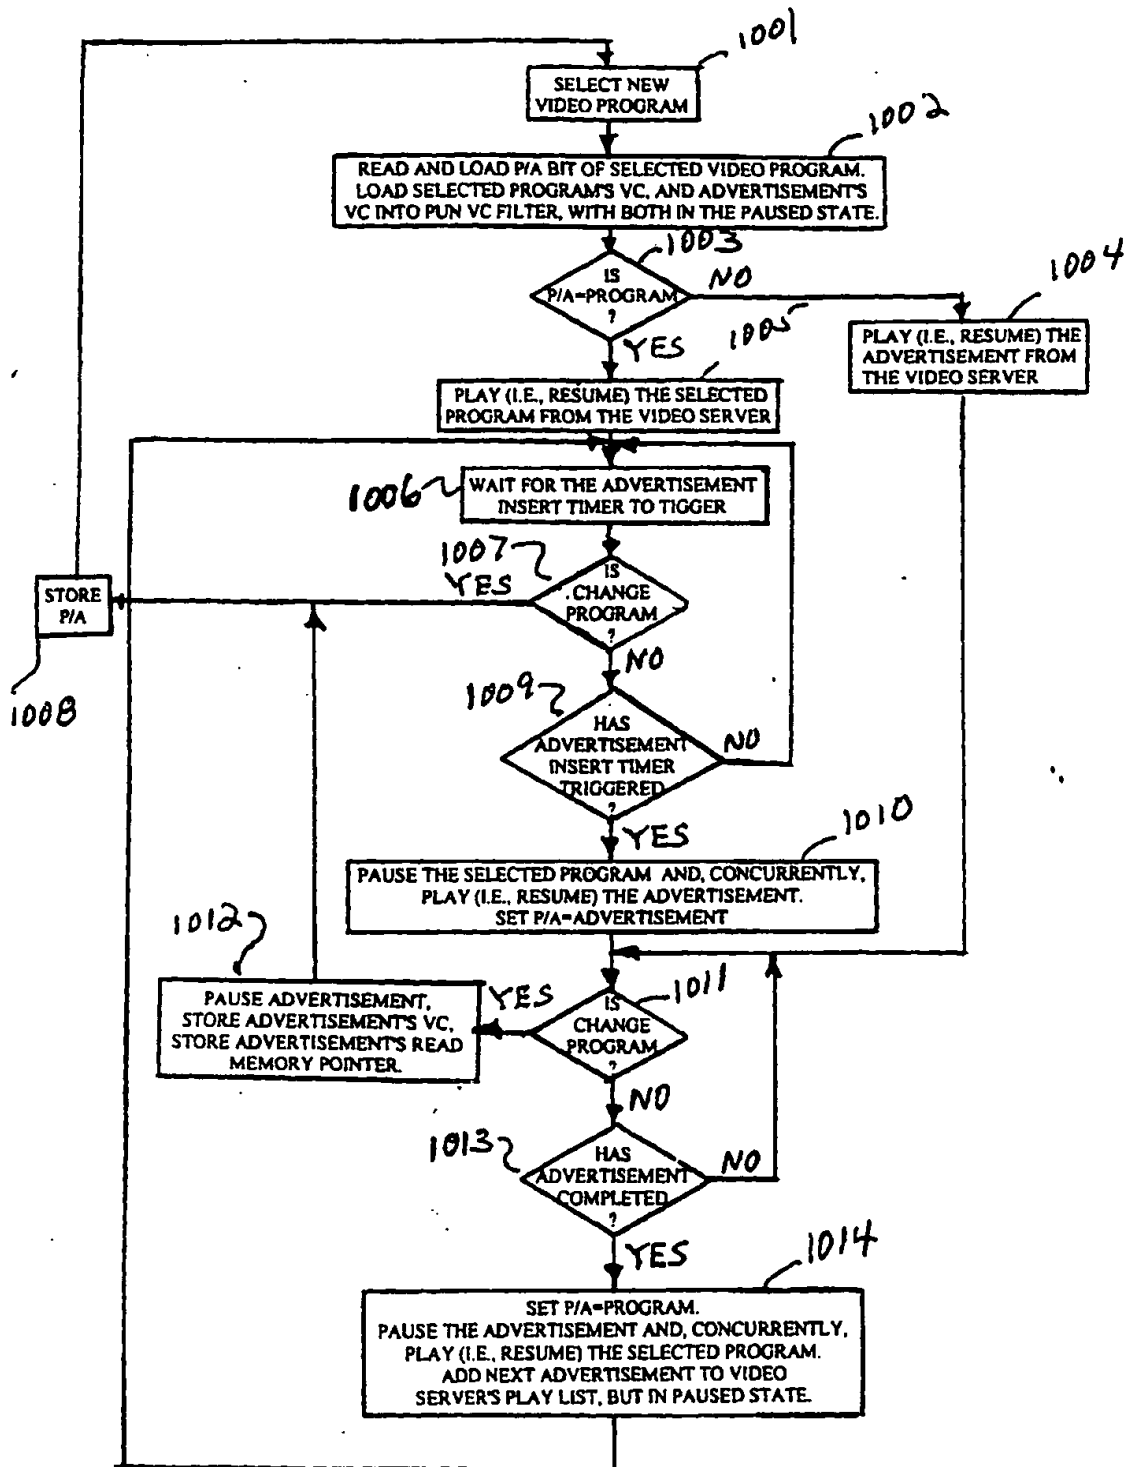 1001
SELECT NEW
VIDEO PROGRAM
1002
READ AND LOAD P/A BIT OF SELECTED VIDEO PROGRAM.
LOAD SELECTED PROGRAM'S VC, AND ADVERTISEMENT'S
VC INTO PUN VC FILTER, WITH BOTH IN THE PAUSED STATE.
1003
IS
P/A=PROGRAM
?
NO
1004
PLAY (I.E., RESUME) THE
ADVERTISEMENT FROM
THE VIDEO SERVER
YES
1005
PLAY (I.E., RESUME) THE SELECTED
PROGRAM FROM THE VIDEO SERVER
1006
WAIT FOR THE ADVERTISEMENT
INSERT TIMER TO TIGGER
1007
IS
CHANGE
PROGRAM
?
YES
STORE
P/A
1008
NO
1009
HAS
ADVERTISEMENT
INSERT TIMER
TRIGGERED
?
NO
YES
1010
PAUSE THE SELECTED PROGRAM AND, CONCURRENTLY,
PLAY (I.E., RESUME) THE ADVERTISEMENT.
SET P/A=ADVERTISEMENT
1011
IS
CHANGE
PROGRAM
?
YES
1012
PAUSE ADVERTISEMENT,
STORE ADVERTISEMENT'S VC,
STORE ADVERTISEMENT'S READ
MEMORY POINTER.
NO
1013
HAS
ADVERTISEMENT
COMPLETED
?
NO
YES
1014
SET P/A=PROGRAM.
PAUSE THE ADVERTISEMENT AND, CONCURRENTLY,
PLAY (I.E., RESUME) THE SELECTED PROGRAM.
ADD NEXT ADVERTISEMENT TO VIDEO
SERVER'S PLAY LIST, BUT IN PAUSED STATE.